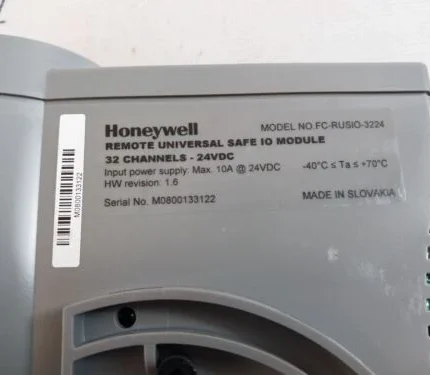 Honeywell MODEL NO.FC-RUSIO-3224
REMOTE UNIVERSAL SAFE IO MODULE
32 CHANNELS - 24VDC
Input power supply: Max. 10A @ 24VDC -40°C ≤ Ta ≤ +70°C
HW revision: 1.6
Serial No. M0800133122 MADE IN SLOVAKIA
M0800133122